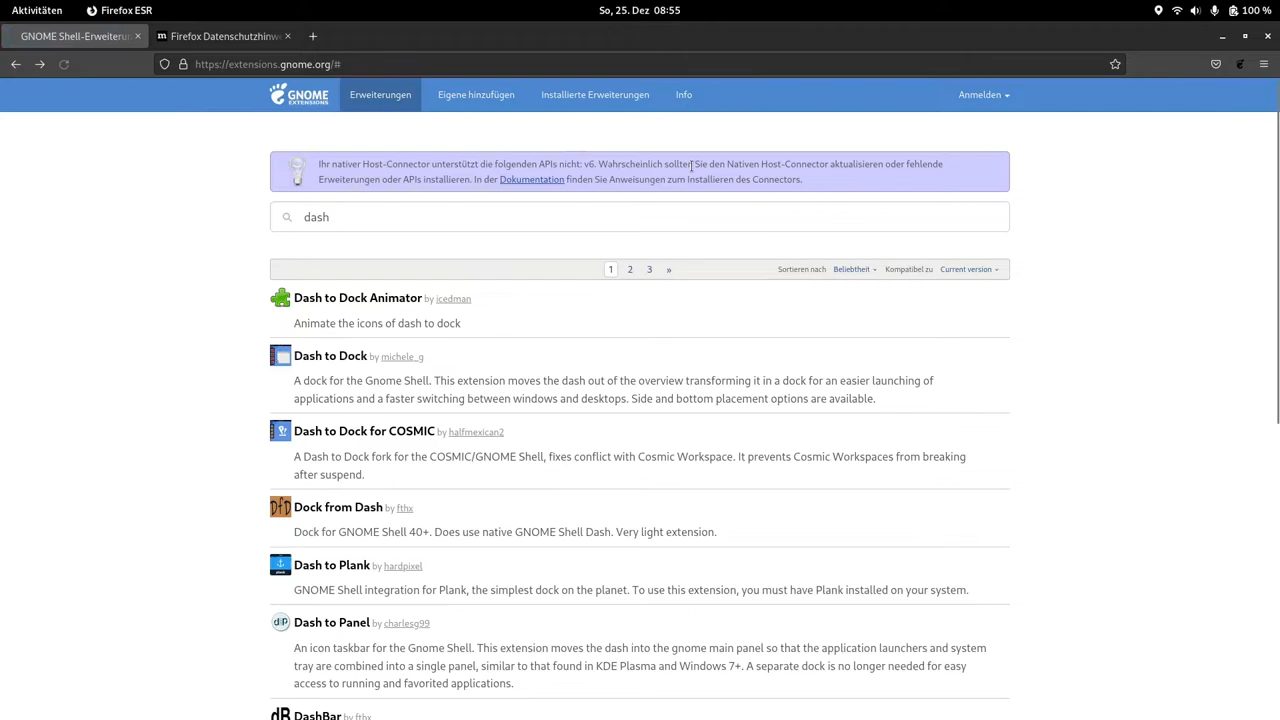 Aktivitäten Firefox ESR So, 25. Dez 08:55 100 %
GNOME Shell-Erweiterun Firefox Datenschutzhinw
https://extensions.gnome.org/#
GNOME EXTENSIONS Erweiterungen Eigene hinzufügen Installierte Erweiterungen Info Anmelden
Ihr nativer Host-Connector unterstützt die folgenden APIs nicht: v6. Wahrscheinlich sollten Sie den Nativen Host-Connector aktualisieren oder fehlende
Erweiterungen oder APIs installieren. In der Dokumentation finden Sie Anweisungen zum Installieren des Connectors.
dash
1 2 3 » Sortieren nach Beliebtheit Kompatibel zu Current version
Dash to Dock Animator by icedman
Animate the icons of dash to dock
Dash to Dock by michele_g
A dock for the Gnome Shell. This extension moves the dash out of the overview transforming it in a dock for an easier launching of
applications and a faster switching between windows and desktops. Side and bottom placement options are available.
Dash to Dock for COSMIC by halfmexican2
A Dash to Dock fork for the COSMIC/GNOME Shell, fixes conflict with Cosmic Workspace. It prevents Cosmic Workspaces from breaking
after suspend.
DfD Dock from Dash by fthx
Dock for GNOME Shell 40+. Does use native GNOME Shell Dash. Very light extension.
plank Dash to Plank by hardpixel
GNOME Shell integration for Plank, the simplest dock on the planet. To use this extension, you must have Plank installed on your system.
d2p Dash to Panel by charlesg99
An icon taskbar for the Gnome Shell. This extension moves the dash into the gnome main panel so that the application launchers and system
tray are combined into a single panel, similar to that found in KDE Plasma and Windows 7+. A separate dock is no longer needed for easy
access to running and favorited applications.
dB DashBar by fthx